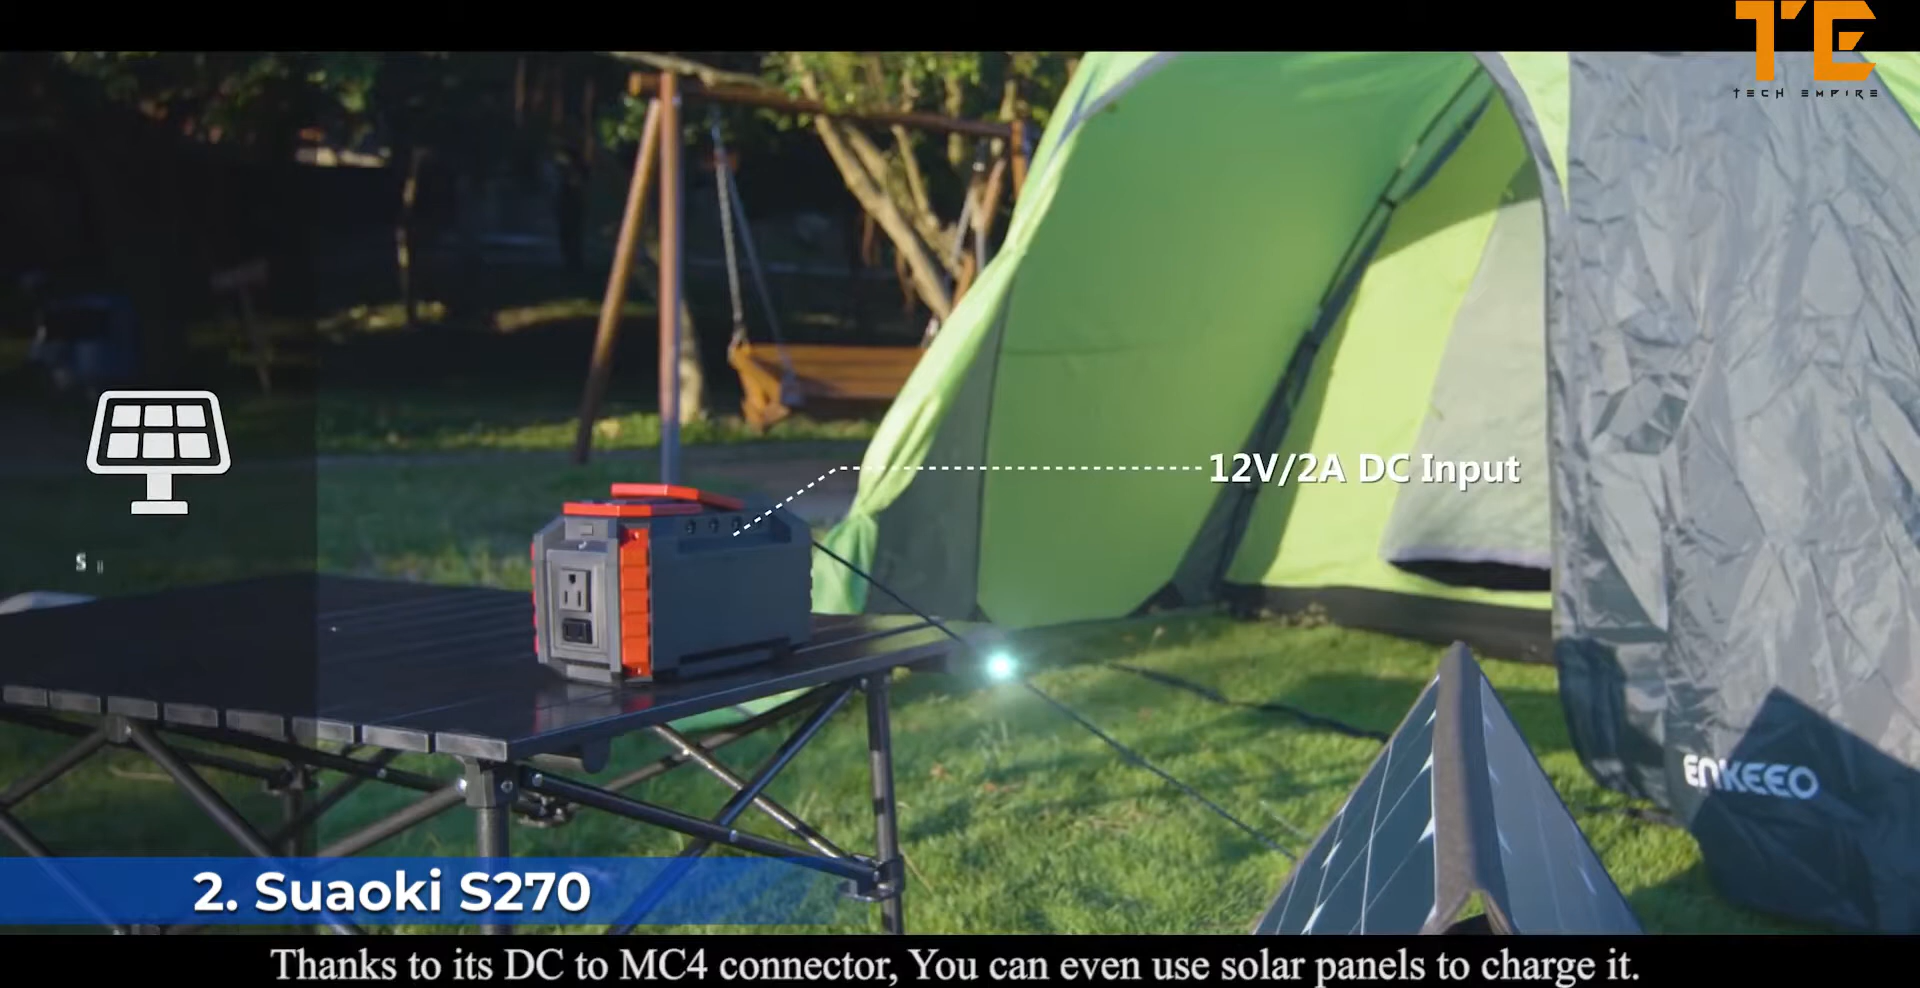 TE
TECH EMPIRE
12V/2A DC Input
S
ENKEEO
2. Suaoki S270
Thanks to its DC to MC4 connector, You can even use solar panels to charge it.